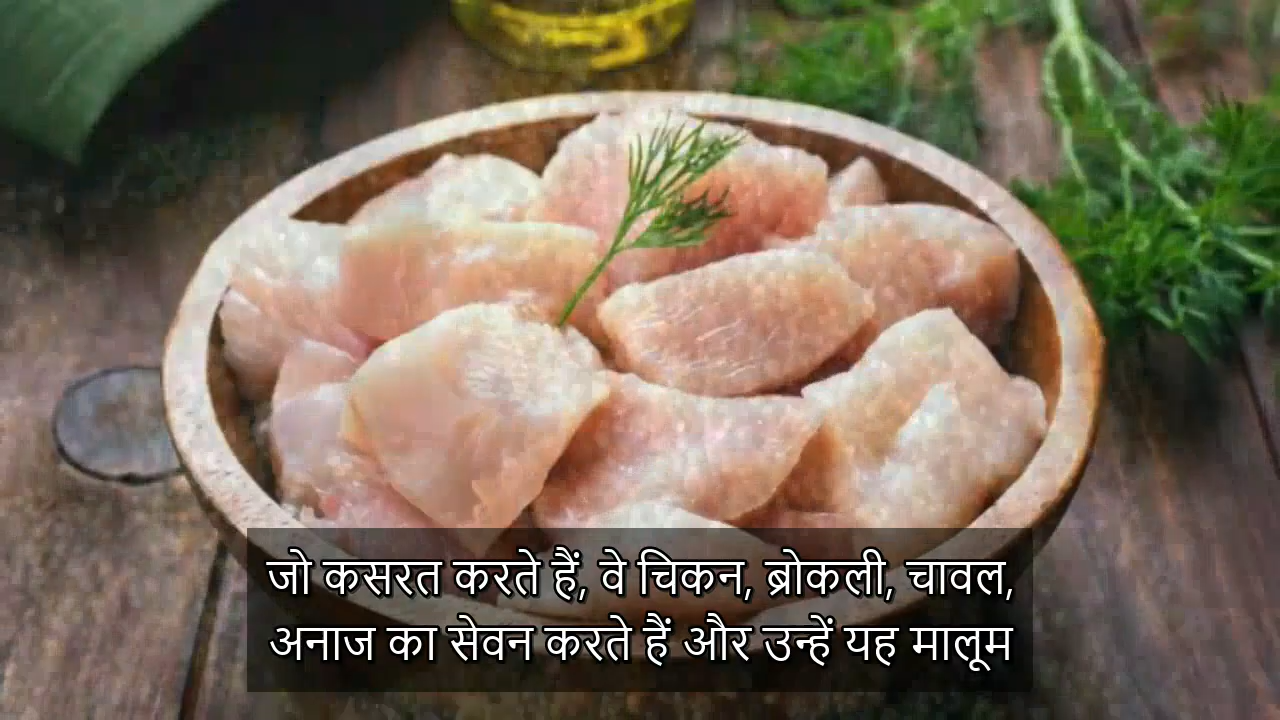 जो कसरत करते हैं, वे चिकन, ब्रोकली, चावल,
अनाज का सेवन करते हैं और उन्हें यह मालूम